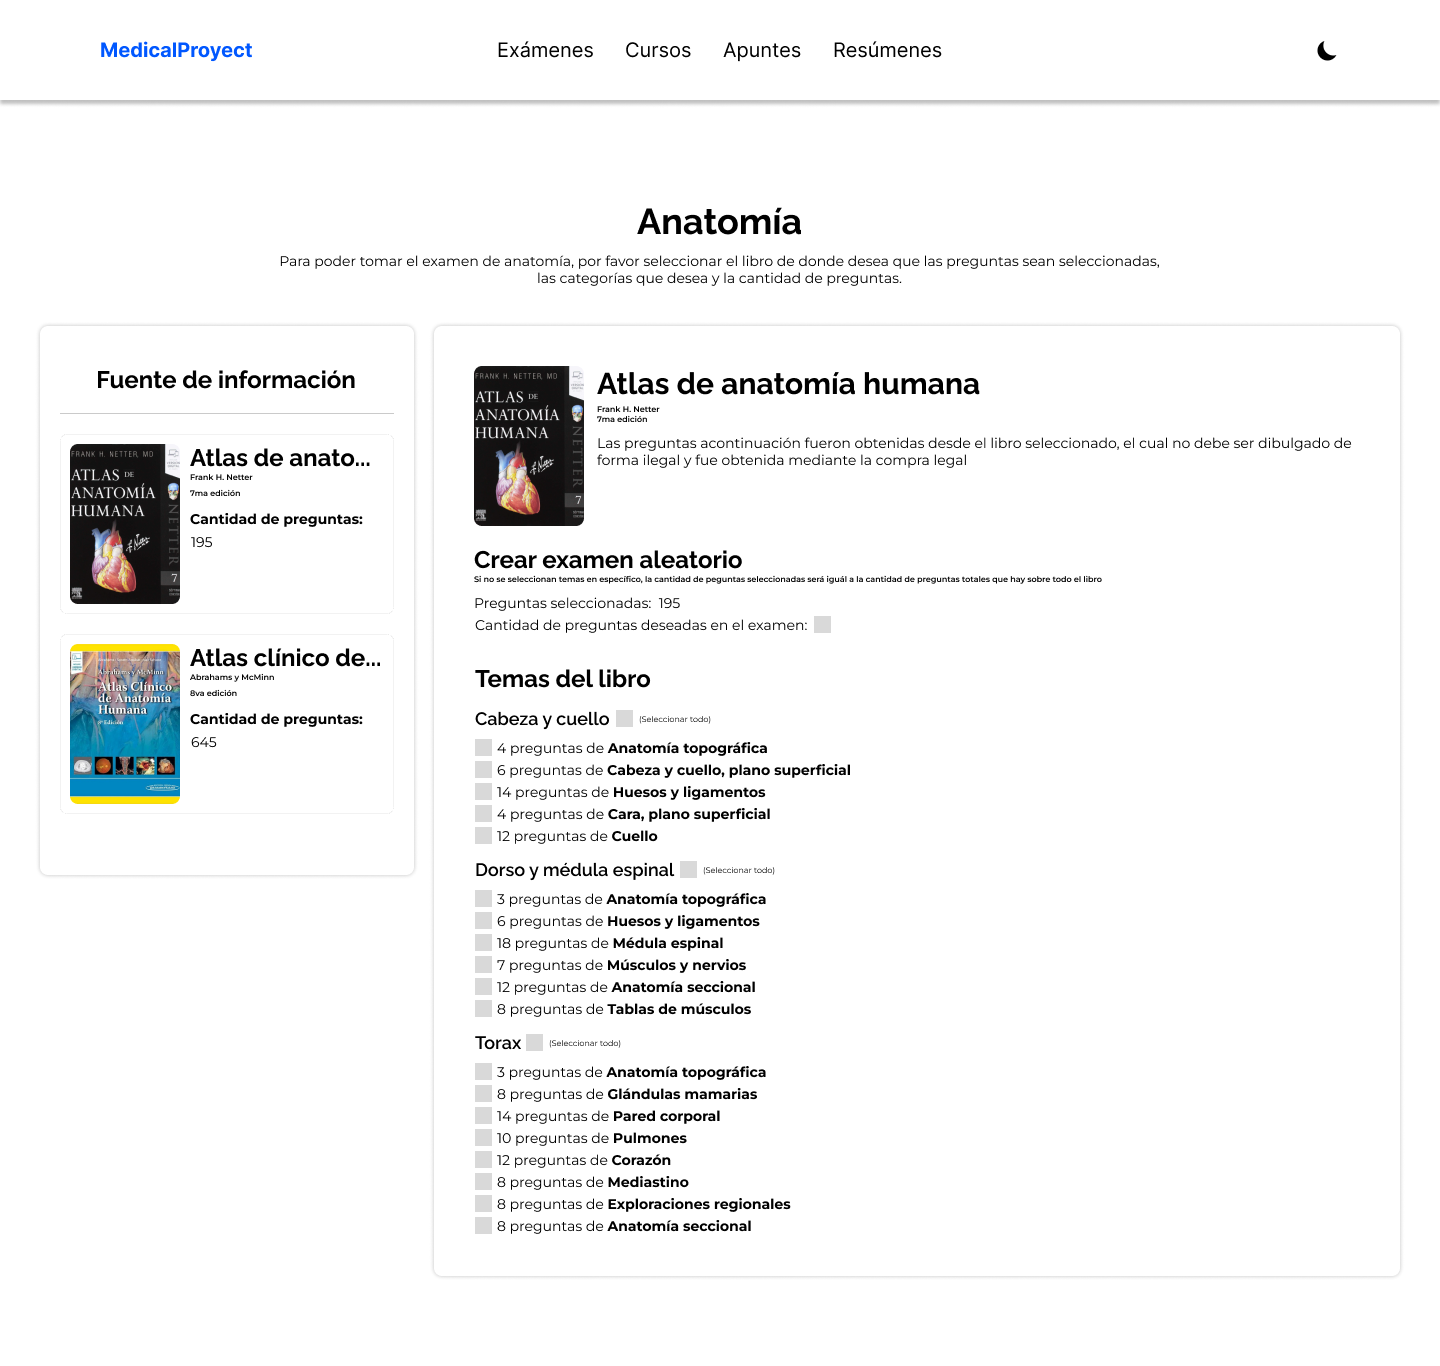 MedicalProyect
Exámenes
Cursos
Apuntes
Resúmenes
Anatomía
Para poder tomar el examen de anatomía, por favor seleccionar el libro de donde desea que las preguntas sean seleccionadas,
las categorías que desea y la cantidad de preguntas.
Fuente de información
FRANK H. NETTER, MD
ATLAS DE
ANATOMÍA
HUMANA
NETTER
7
Atlas de anato...
Frank H. Netter
7ma edición
Cantidad de preguntas:
195
Abrahams y McMinn
Atlas Clínico
de Anatomía
Humana
8ª Edición
Atlas clínico de...
Abrahams y McMinn
8va edición
Cantidad de preguntas:
645
FRANK H. NETTER, MD
ATLAS DE
ANATOMÍA
HUMANA
NETTER
7
Atlas de anatomía humana
Frank H. Netter
7ma edición
Las preguntas acontinuación fueron obtenidas desde el libro seleccionado, el cual no debe ser dibulgado de
forma ilegal y fue obtenida mediante la compra legal
Crear examen aleatorio
Si no se seleccionan temas en específico, la cantidad de peguntas seleccionadas será iguál a la cantidad de preguntas totales que hay sobre todo el libro
Preguntas seleccionadas: 195
Cantidad de preguntas deseadas en el examen:
Temas del libro
Cabeza y cuello (Seleccionar todo)
4 preguntas de Anatomía topográfica
6 preguntas de Cabeza y cuello, plano superficial
14 preguntas de Huesos y ligamentos
4 preguntas de Cara, plano superficial
12 preguntas de Cuello
Dorso y médula espinal (Seleccionar todo)
3 preguntas de Anatomía topográfica
6 preguntas de Huesos y ligamentos
18 preguntas de Médula espinal
7 preguntas de Músculos y nervios
12 preguntas de Anatomía seccional
8 preguntas de Tablas de músculos
Torax (Seleccionar todo)
3 preguntas de Anatomía topográfica
8 preguntas de Glándulas mamarias
14 preguntas de Pared corporal
10 preguntas de Pulmones
12 preguntas de Corazón
8 preguntas de Mediastino
8 preguntas de Exploraciones regionales
8 preguntas de Anatomía seccional